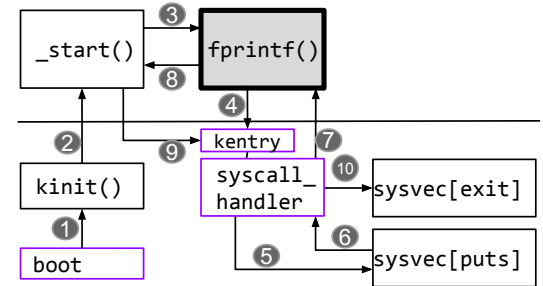 3
_start()
fprintf()
8
4
2
9
kentry
7
kinit()
syscall_
handler
10
sysvec[exit]
1
6
boot
5
sysvec[puts]